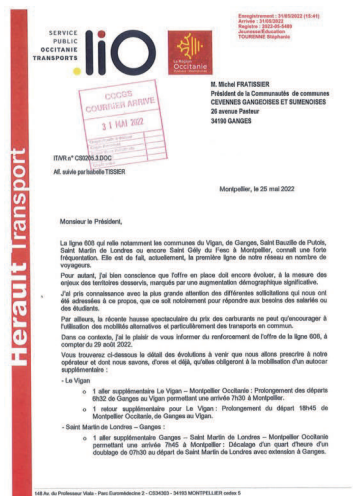 Enregistrement : 31/05/2022 (15:41)
Arrivée : 31/05/2022
Registre : 2022-05-5480
Jeunesse/Education
TOURENNE Stéphanie
SERVICE
PUBLIC
OCCITANIE
TRANSPORTS
liO
La Région
Occitanie
COCGS
COURRIER ARRIVE
31 MAI 2022
M. Michel FRATISSIER
Président de la Communautés de communes
CEVENNES GANGEOISES ET SUMENOISES
26 avenue Pasteur
34190 GANGES
IT/VR n° CS0205.3.DOC
Aff. suivie par Isabelle TISSIER
Montpellier, le 25 mai 2022
Monsieur le Président,
La ligne 608 qui relie notamment les communes du Vigan, de Ganges, Saint Bauzille de Putois,
Saint Martin de Londres ou encore Saint Gély du Fesc à Montpellier, connaît une forte
fréquentation. Elle est de fait, actuellement, la première ligne de notre réseau en nombre de
voyageurs.
Pour autant, j'ai bien conscience que l'offre en place doit encore évoluer, à la mesure des
enjeux des territoires desservis, marqués par une augmentation démographique significative.
J'ai pris connaissance avec la plus grande attention des différentes sollicitations qui nous ont
été adressées à ce propos, que ce soit notoirement pour répondre aux besoins des salariés ou
des étudiants.
Par ailleurs, la récente hausse spectaculaire du prix des carburants ne peut qu'encourager à
l'utilisation des mobilités alternatives et particulièrement des transports en commun.
Dans ce contexte, j'ai le plaisir de vous informer du renforcement de l'offre de la ligne 608, à
compter du 29 août 2022.
Vous trouverez ci-dessous le détail des évolutions à venir que nous allons prescrire à notre
opérateur et dont nous savons, d'ores et déjà, qu'elles obligeront à la mobilisation d'un autocar
supplémentaire :
- Le Vigan
o 1 aller supplémentaire Le Vigan – Montpellier Occitanie : Prolongement des départs
6h32 de Ganges au Vigan permettant une arrivée 7h30 à Montpellier.
o 1 retour supplémentaire pour Le Vigan : Prolongement du départ 18h45 de
Montpellier Occitanie, de Ganges au Vigan.
- Saint Martin de Londres – Ganges :
o 1 aller supplémentaire Ganges – Saint Martin de Londres – Montpellier Occitanie
permettant une arrivée 7h45 à Montpellier : Décalage d'un quart d'heure d'un
doublage de 07h30 au départ de Saint Martin de Londres avec extension à Ganges.
Herault Transport
148 Av. du Professeur Viala - Parc Euromédecine 2 - CS34303 - 34193 MONTPELLIER cedex 5